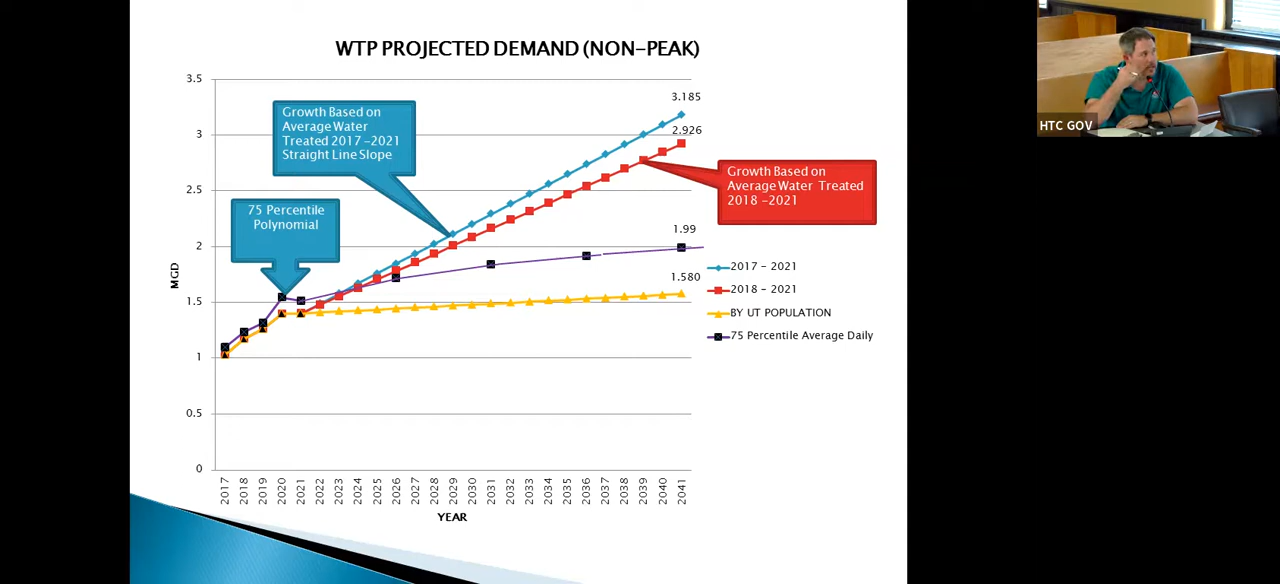 WTP PROJECTED DEMAND (NON-PEAK)
3.5
3
2.5
2
1.5
1
0.5
0
MGD
Growth Based on
Average Water
Treated 2017 -2021
Straight Line Slope
75 Percentile
Polynomial
3.185
2.926
Growth Based on
Average Water Treated
2018 -2021
1.99
1.580
2017 - 2021
2018 - 2021
BY UT POPULATION
75 Percentile Average Daily
2017
2018
2019
2020
2021
2022
2023
2024
2025
2026
2027
2028
2029
2030
2031
2032
2033
2034
2035
2036
2037
2038
2039
2040
2041
YEAR
HTC GOV